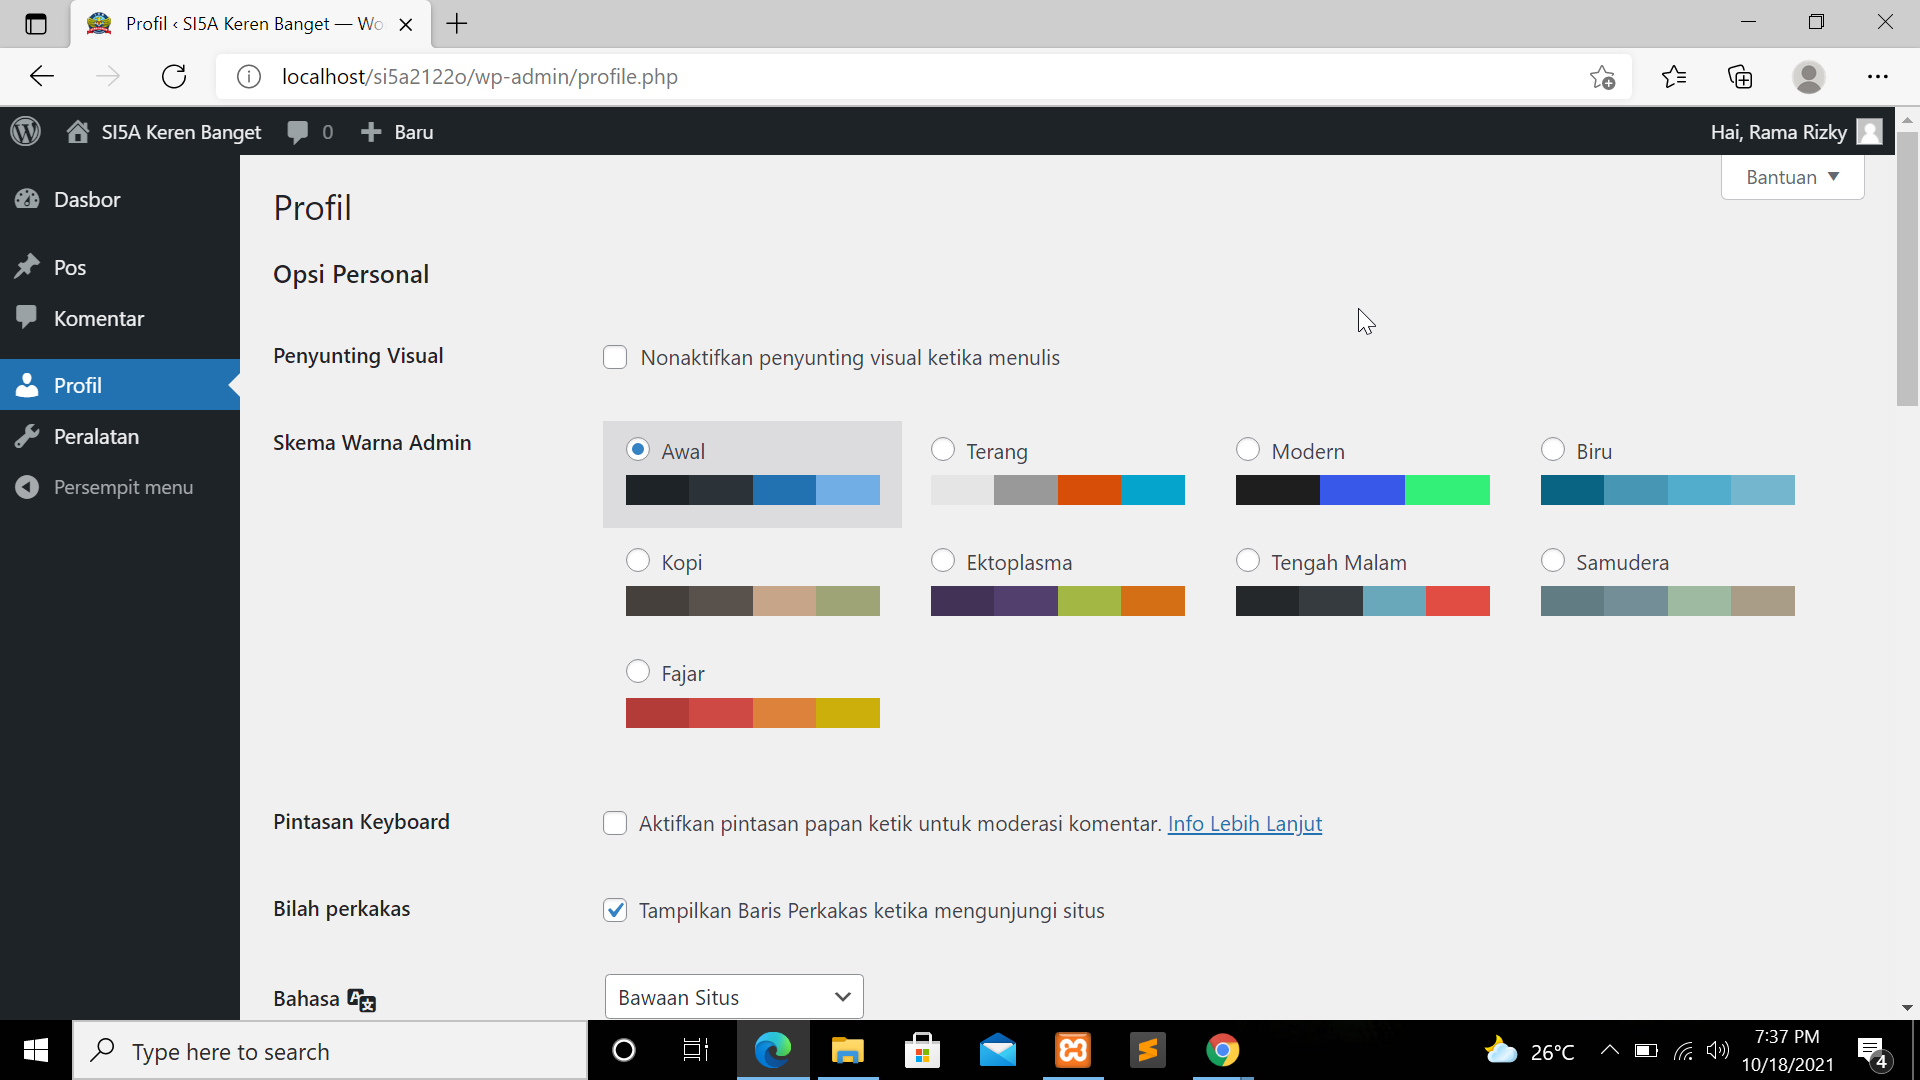 Profil ‹ SI5A Keren Banget — Wo
localhost/si5a2122o/wp-admin/profile.php
SI5A Keren Banget
0
Baru
Hai, Rama Rizky
Bantuan
Dasbor
Pos
Komentar
Profil
Peralatan
Persempit menu
Profil
Opsi Personal
Penyunting Visual
Nonaktifkan penyunting visual ketika menulis
Skema Warna Admin
Awal
Terang
Modern
Biru
Kopi
Ektoplasma
Tengah Malam
Samudera
Fajar
Pintasan Keyboard
Aktifkan pintasan papan ketik untuk moderasi komentar. Info Lebih Lanjut
Bilah perkakas
Tampilkan Baris Perkakas ketika mengunjungi situs
Bahasa
Bawaan Situs
Type here to search
26°C
7:37 PM
10/18/2021
4